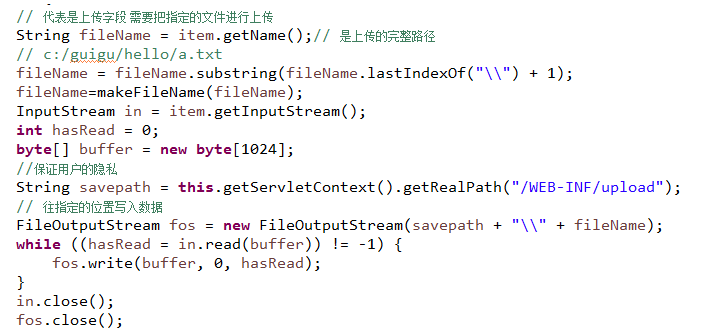 // 代表是上传字段 需要把指定的文件进行上传
String fileName = item.getName();// 是上传的完整路径
// c:/guigu/hello/a.txt
fileName = fileName.substring(fileName.lastIndexOf("\\") + 1);
fileName=makeFileName(fileName);
InputStream in = item.getInputStream();
int hasRead = 0;
byte[] buffer = new byte[1024];
//保证用户的隐私
String savepath = this.getServletContext().getRealPath("/WEB-INF/upload");
// 往指定的位置写入数据
FileOutputStream fos = new FileOutputStream(savepath + "\\" + fileName);
while ((hasRead = in.read(buffer)) != -1) {
fos.write(buffer, 0, hasRead);
}
in.close();
fos.close();